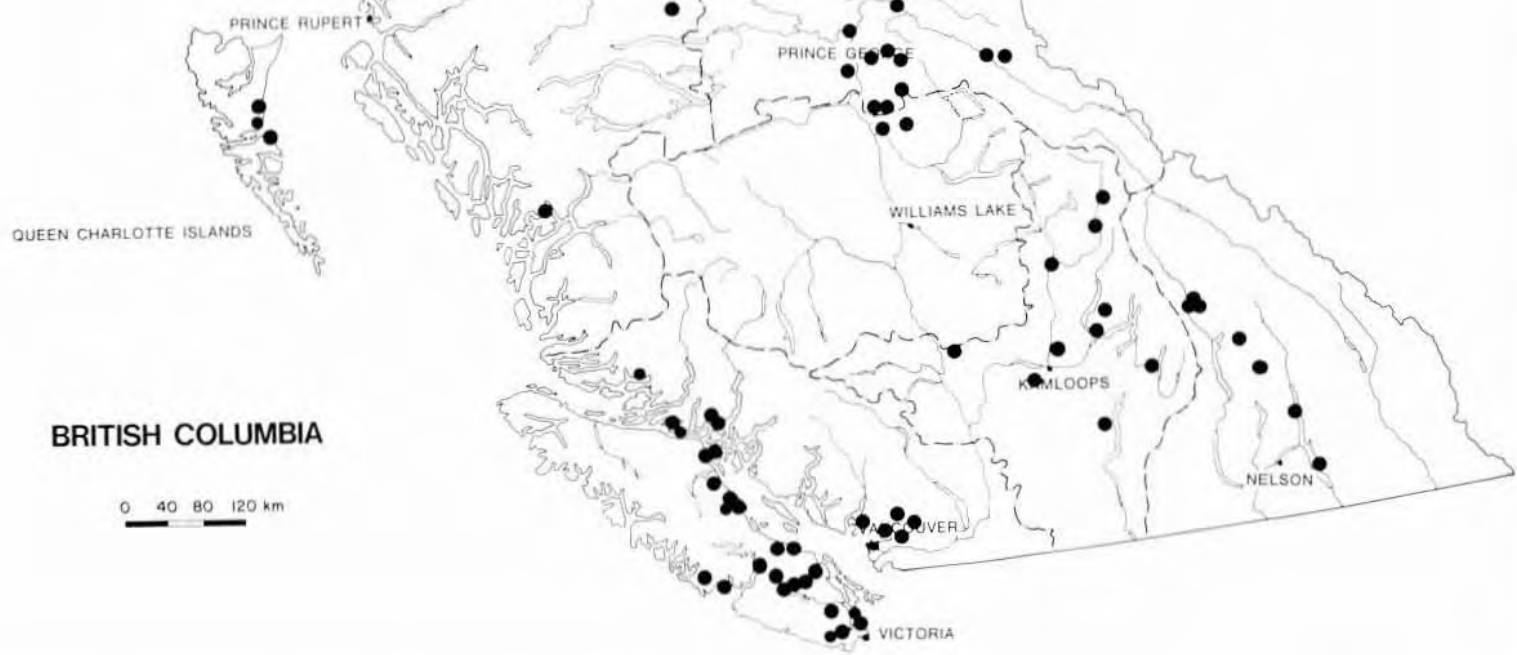 PRINCE RUPERT
PRINCE GEORGE
QUEEN CHARLOTTE ISLANDS
WILLIAMS LAKE
KAMLOOPS
BRITISH COLUMBIA
NELSON
0 40 80 120 km
VANCOUVER
VICTORIA